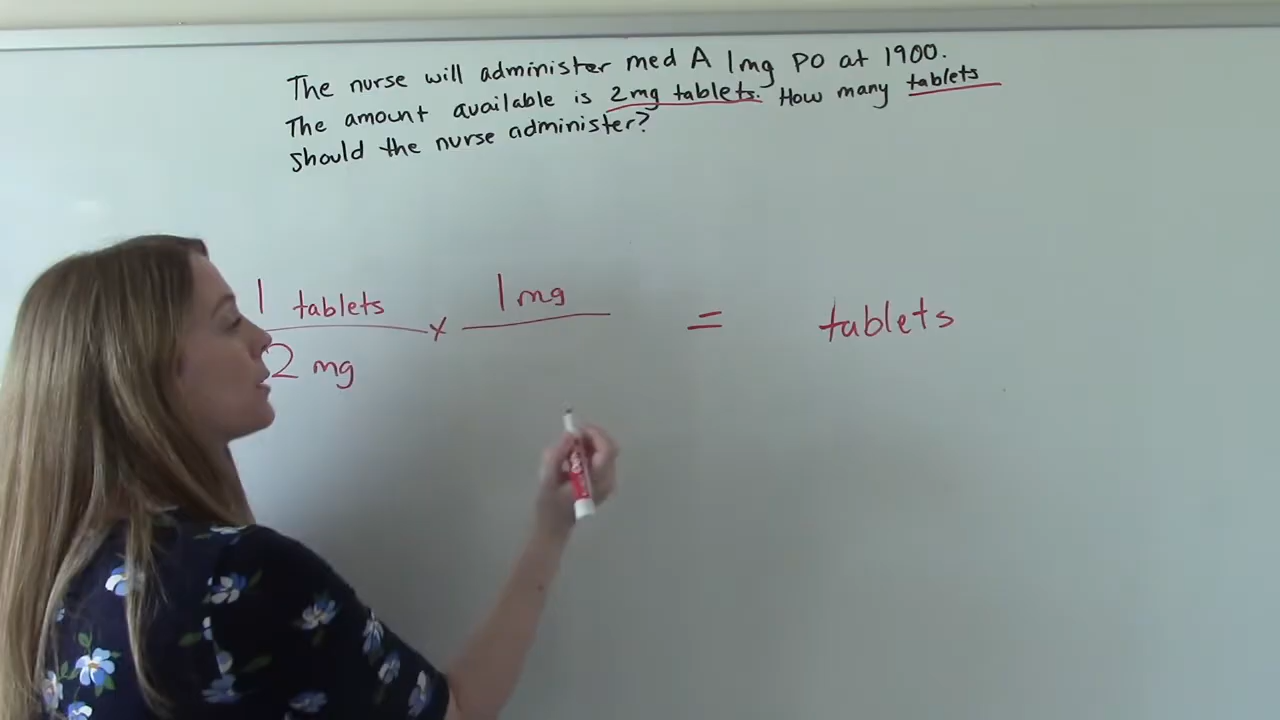 The nurse will administer med A 1mg PO at 1900.
The amount available is 2mg tablets. How many tablets
should the nurse administer?
1 tablets x 1mg = tablets
2 mg